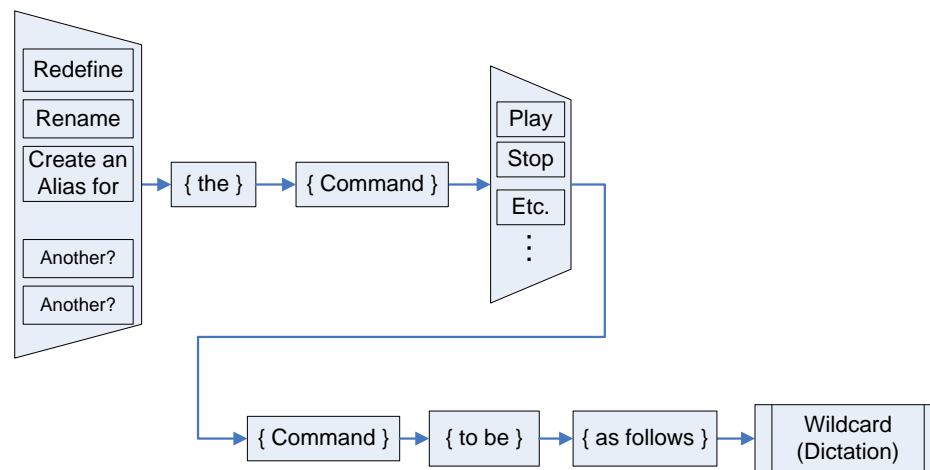 Redefine
Rename
Create an
Alias for
Another?
Another?
{ the }
{ Command }
Play
Stop
Etc.
{ Command }
{ to be }
{ as follows }
Wildcard
(Dictation)